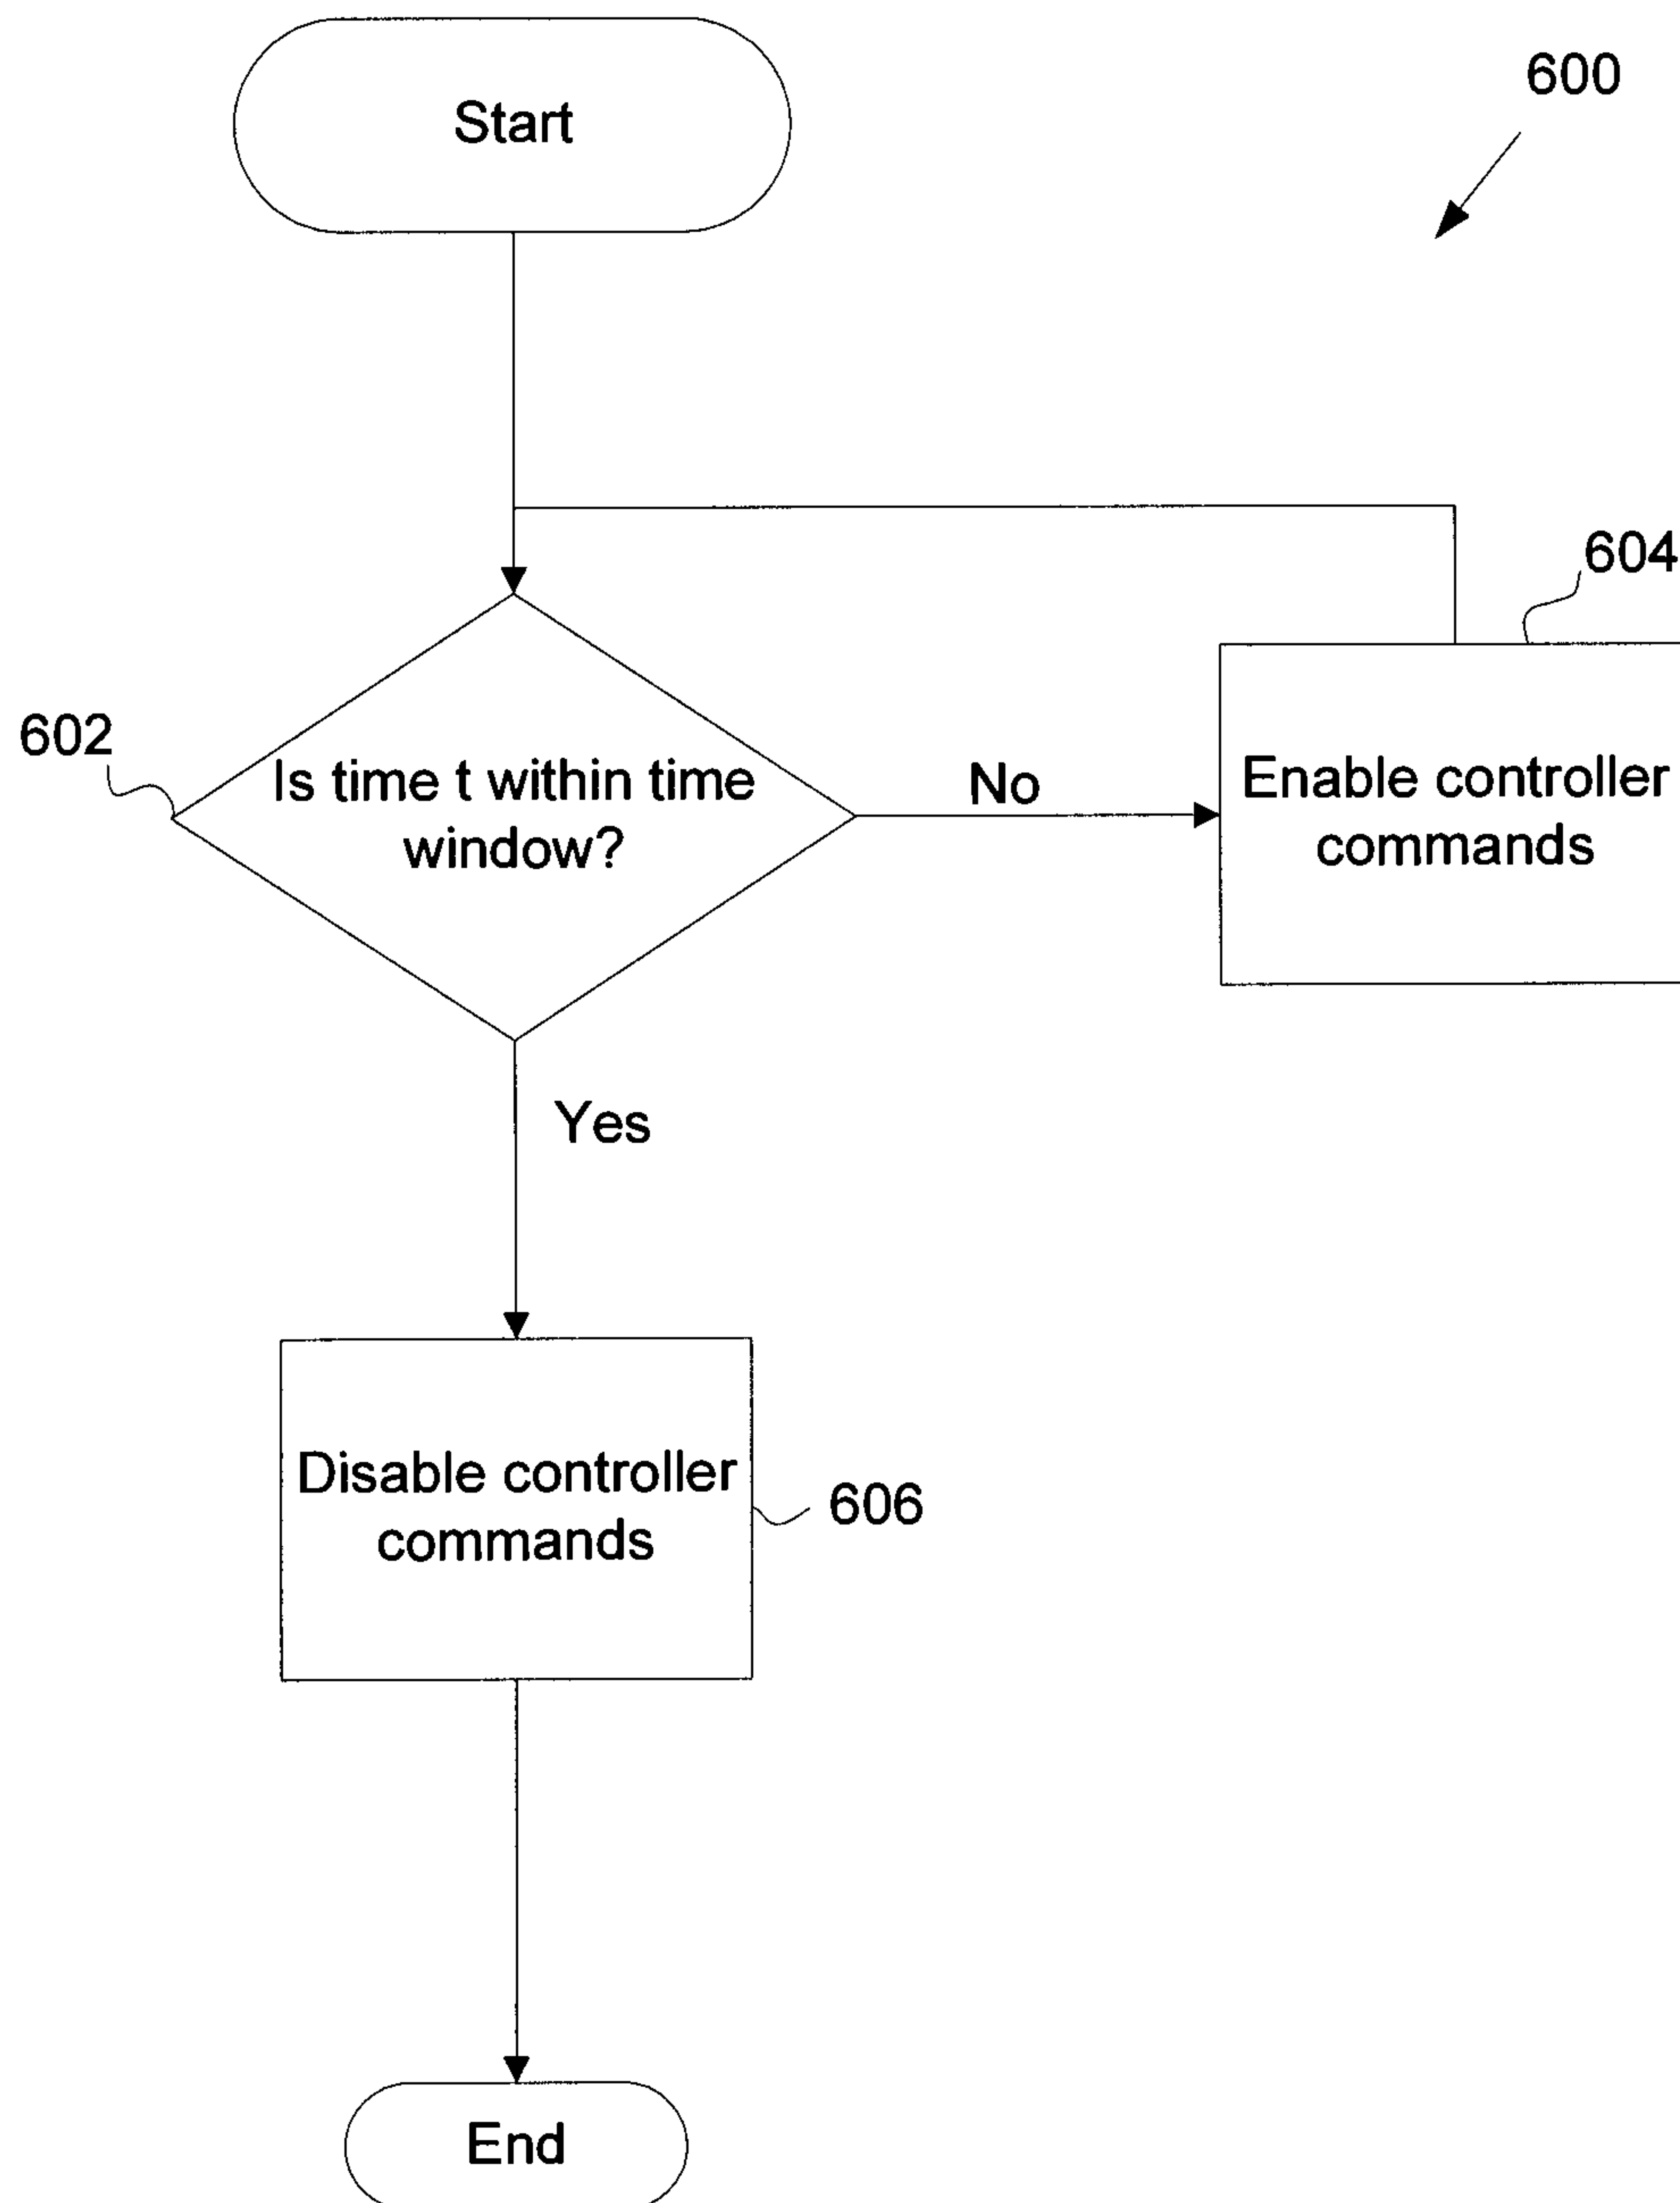 Start
600
604
602
Is time t within time
window?
No
Enable controller
commands
Yes
Disable controller
commands
606
End